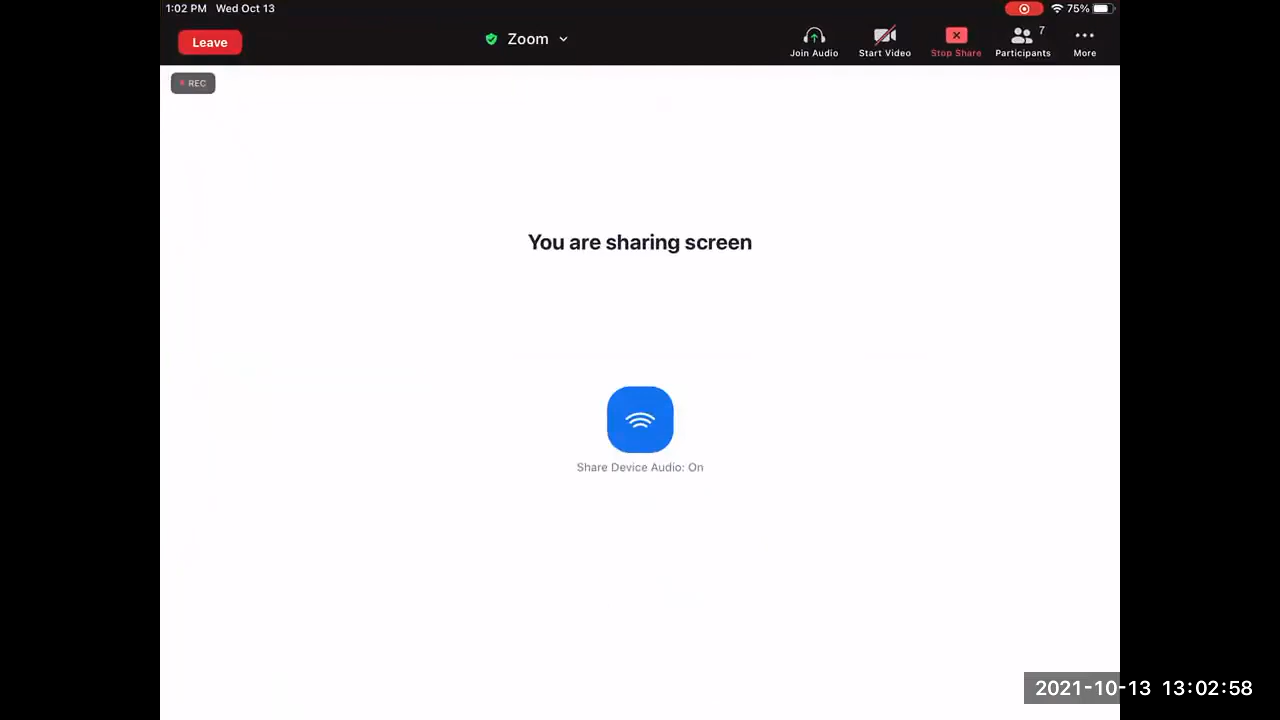 1:02 PM Wed Oct 13
75%
Leave
Zoom
7
Join Audio
Start Video
Stop Share
Participants
More
REC
You are sharing screen
Share Device Audio: On
2021-10-13 13:02:58